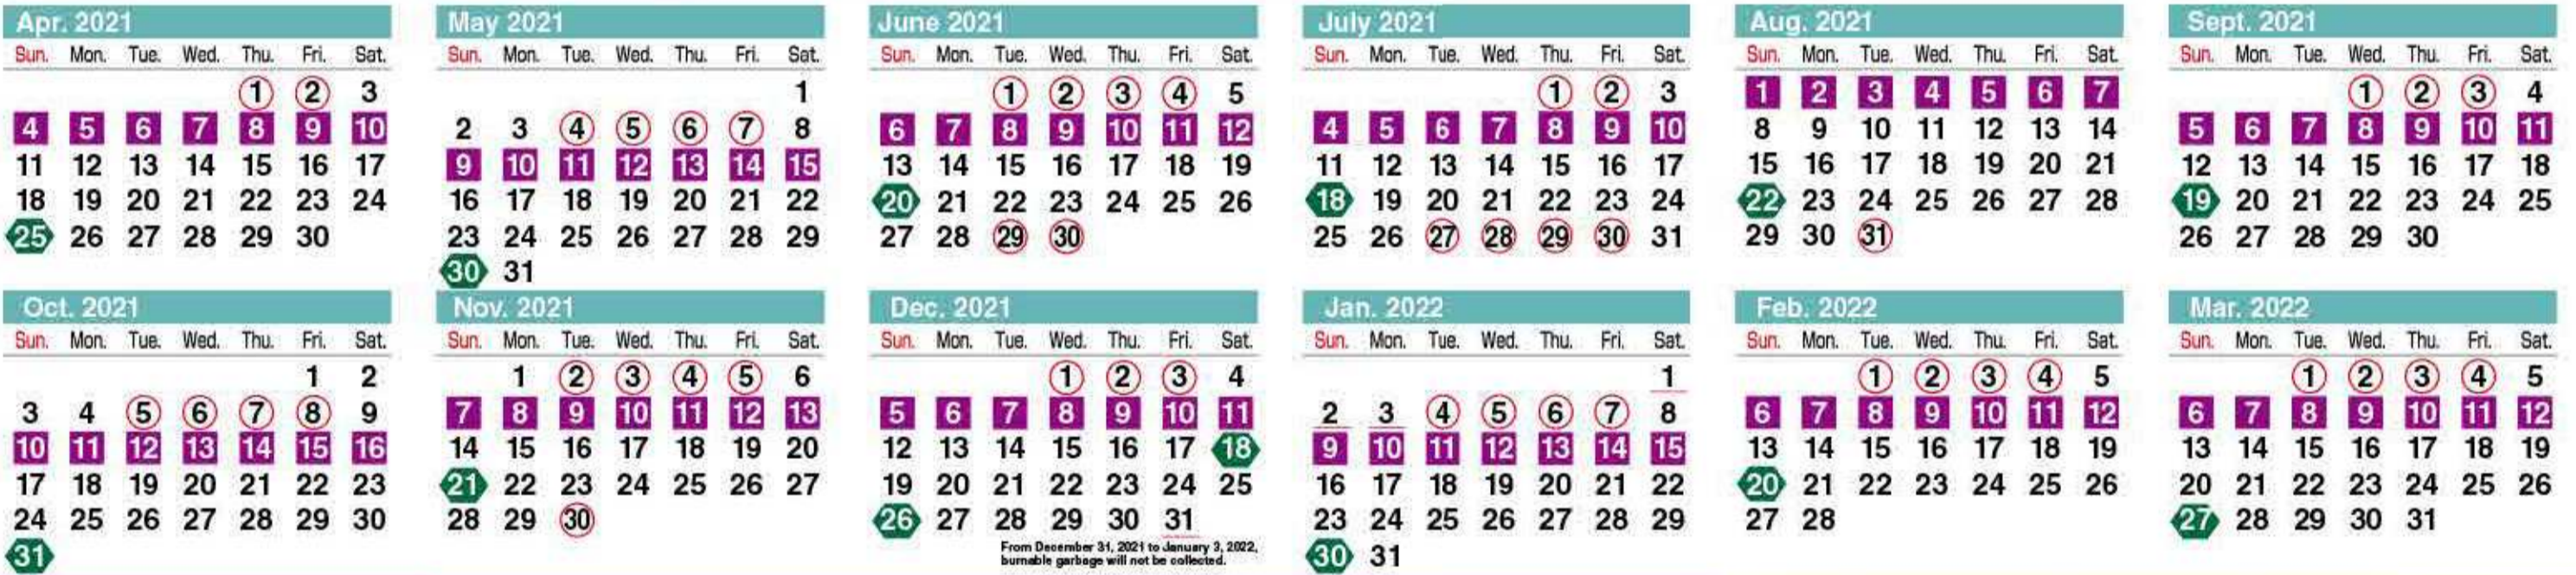 Apr. 2021 May 2021 June 2021 July 2021 Aug. 2021 Sept. 2021
Sun. Mon. Tue. Wed. Thu. Fri. Sat. Sun. Mon. Tue. Wed. Thu. Fri. Sat. Sun. Mon. Tue. Wed. Thu. Fri. Sat. Sun. Mon. Tue. Wed. Thu. Fri. Sat. Sun. Mon. Tue. Wed. Thu. Fri. Sat. Sun. Mon. Tue. Wed. Thu. Fri. Sat.
1 2 3 1 1 2 3 4 5 1 2 3 1 2 3 4 5 6 7 1 2 3 4
4 5 6 7 8 9 10 2 3 4 5 6 7 8 6 7 8 9 10 11 12 4 5 6 7 8 9 10 8 9 10 11 12 13 14 5 6 7 8 9 10 11
11 12 13 14 15 16 17 9 10 11 12 13 14 15 13 14 15 16 17 18 19 11 12 13 14 15 16 17 15 16 17 18 19 20 21 12 13 14 15 16 17 18
18 19 20 21 22 23 24 16 17 18 19 20 21 22 20 21 22 23 24 25 26 18 19 20 21 22 23 24 22 23 24 25 26 27 28 19 20 21 22 23 24 25
25 26 27 28 29 30 23 24 25 26 27 28 29 27 28 29 30 25 26 27 28 29 30 31 29 30 31 26 27 28 29 30
30 31
Oct. 2021 Nov. 2021 Dec. 2021 Jan. 2022 Feb. 2022 Mar. 2022
Sun. Mon. Tue. Wed. Thu. Fri. Sat. Sun. Mon. Tue. Wed. Thu. Fri. Sat. Sun. Mon. Tue. Wed. Thu. Fri. Sat. Sun. Mon. Tue. Wed. Thu. Fri. Sat. Sun. Mon. Tue. Wed. Thu. Fri. Sat. Sun. Mon. Tue. Wed. Thu. Fri. Sat.
1 2 1 2 3 4 5 6 1 2 3 4 1 1 2 3 4 5 1 2 3 4 5
3 4 5 6 7 8 9 7 8 9 10 11 12 13 5 6 7 8 9 10 11 2 3 4 5 6 7 8 6 7 8 9 10 11 12 6 7 8 9 10 11 12
10 11 12 13 14 15 16 14 15 16 17 18 19 20 12 13 14 15 16 17 18 9 10 11 12 13 14 15 13 14 15 16 17 18 19 13 14 15 16 17 18 19
17 18 19 20 21 22 23 21 22 23 24 25 26 27 19 20 21 22 23 24 25 16 17 18 19 20 21 22 20 21 22 23 24 25 26 20 21 22 23 24 25 26
24 25 26 27 28 29 30 28 29 30 26 27 28 29 30 31 23 24 25 26 27 28 29 27 28 27 28 29 30 31
31 30 31
From December 31, 2021 to January 3, 2022,
burnable garbage will not be collected.